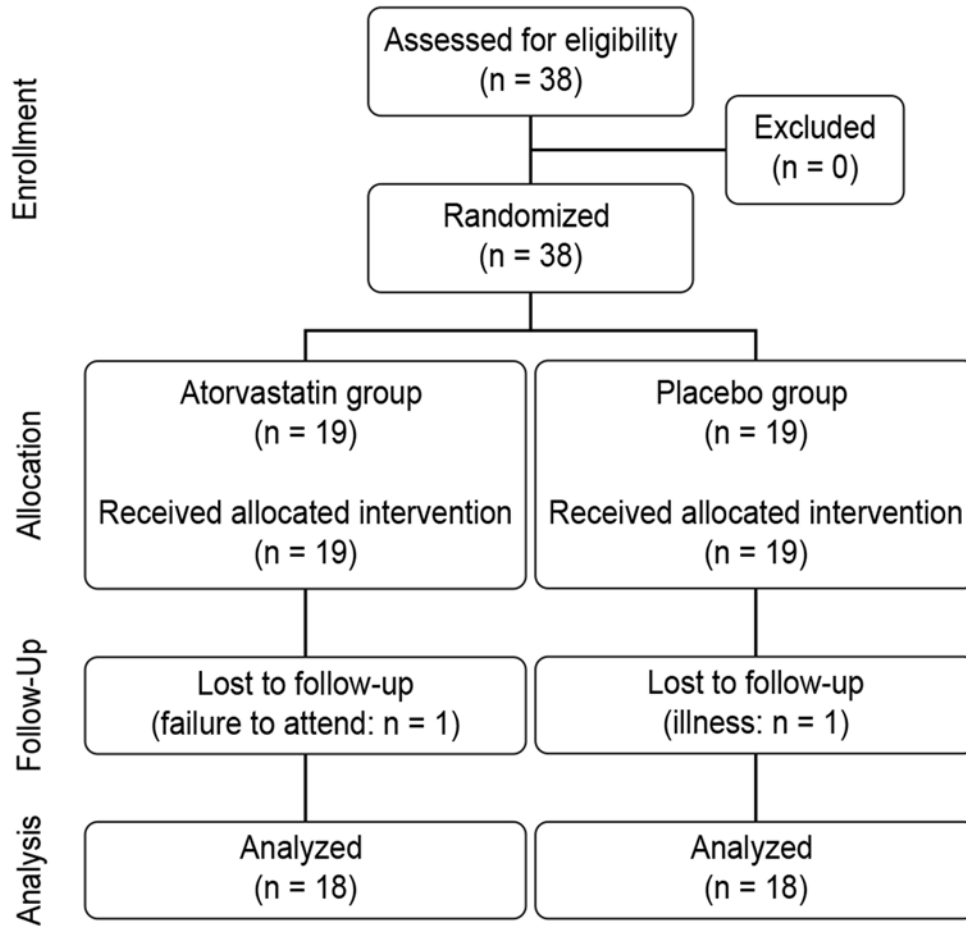 Enrollment
Assessed for eligibility
(n = 38)
Excluded
(n = 0)
Randomized
(n = 38)
Allocation
Atorvastatin group
(n = 19)
Received allocated intervention
(n = 19)
Placebo group
(n = 19)
Received allocated intervention
(n = 19)
Follow-Up
Lost to follow-up
(failure to attend: n = 1)
Lost to follow-up
(illness: n = 1)
Analysis
Analyzed
(n = 18)
Analyzed
(n = 18)